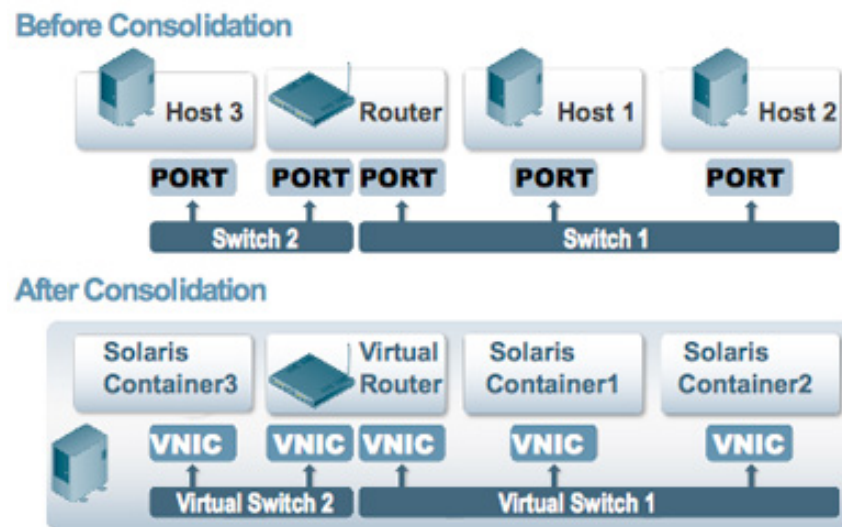 Before Consolidation
Host 3
Router
Host 1
Host 2
PORT
PORT
PORT
PORT
PORT
Switch 2
Switch 1
After Consolidation
Solaris
Container3
Virtual
Router
Solaris
Container1
Solaris
Container2
VNIC
VNIC
VNIC
VNIC
VNIC
Virtual Switch 2
Virtual Switch 1